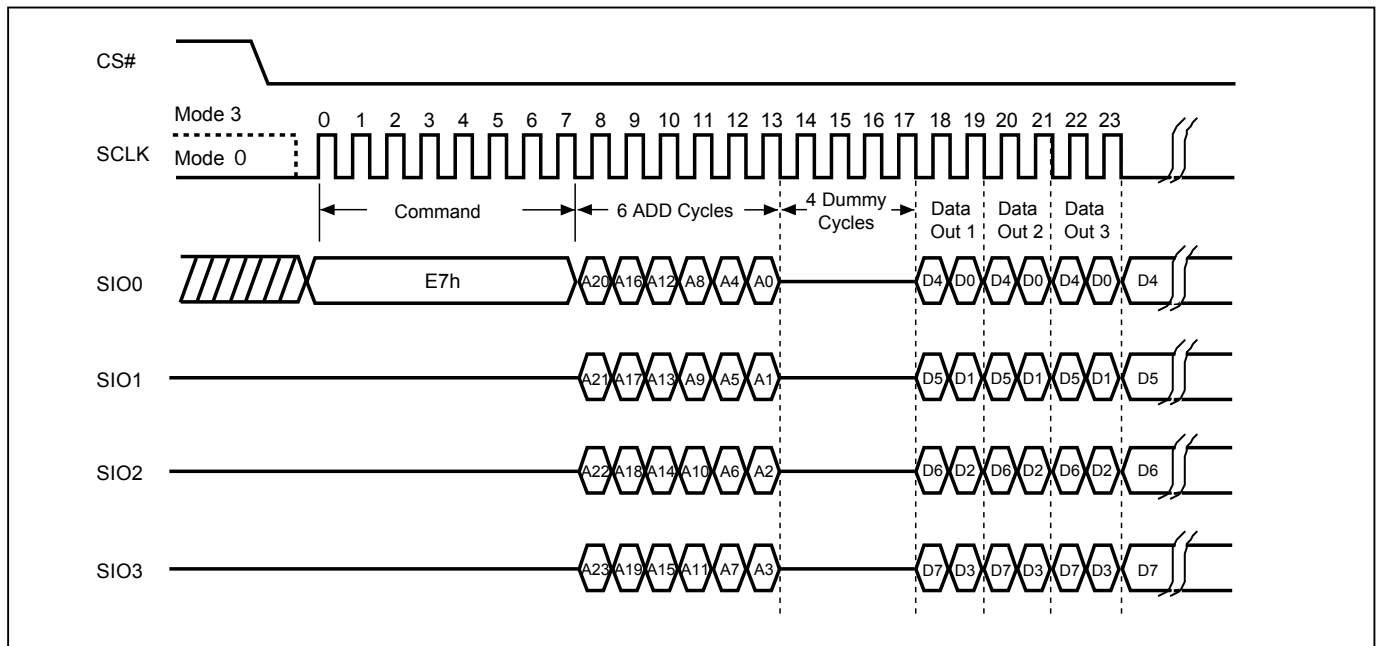 CS#
Mode 3
0 1 2 3 4 5 6 7 8 9 10 11 12 13 14 15 16 17 18 19 20 21 22 23
SCLK
Mode 0
Command
6 ADD Cycles
4 Dummy
Cycles
Data
Out 1
Data
Out 2
Data
Out 3
SIO0
E7h
A20 A16 A12 A8 A4 A0
D4 D0 D4 D0 D4 D0 D4
SIO1
A21 A17 A13 A9 A5 A1
D5 D1 D5 D1 D5 D1 D5
SIO2
A22 A18 A14 A10 A6 A2
D6 D2 D6 D2 D6 D2 D6
SIO3
A23 A19 A15 A11 A7 A3
D7 D3 D7 D3 D7 D3 D7